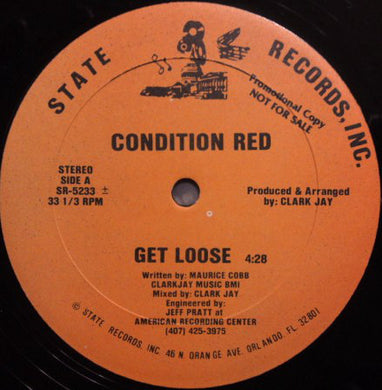 STATE RECORDS, INC.
Promotional Copy
NOT FOR SALE
CONDITION RED
STEREO
SIDE A
SR-5233 ±
33 1/3 RPM
Produced & Arranged
by: CLARK JAY
GET LOOSE 4:28
Written by: MAURICE COBB
CLARKJAY MUSIC BMI
Mixed by: CLARK JAY
Engineered by:
JEFF PRATT at
AMERICAN RECORDING CENTER
(407) 425-3975
© STATE RECORDS, INC. 46 N. ORANGE AVE. ORLANDO, FL 32801